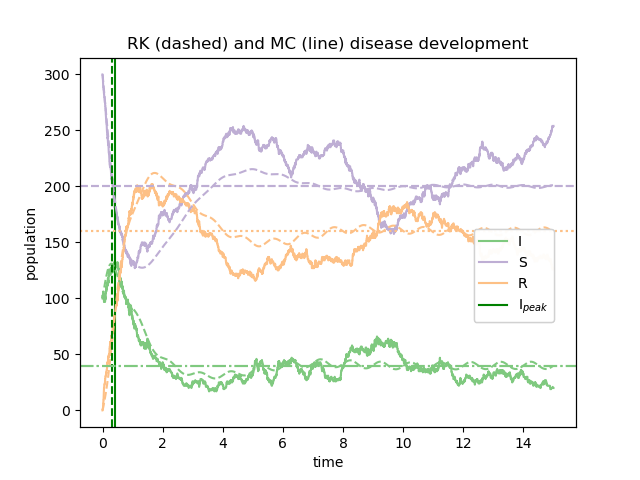 RK (dashed) and MC (line) disease development
300
250
200
150
100
50
0
population
I
S
R
I_peak
0 2 4 6 8 10 12 14
time